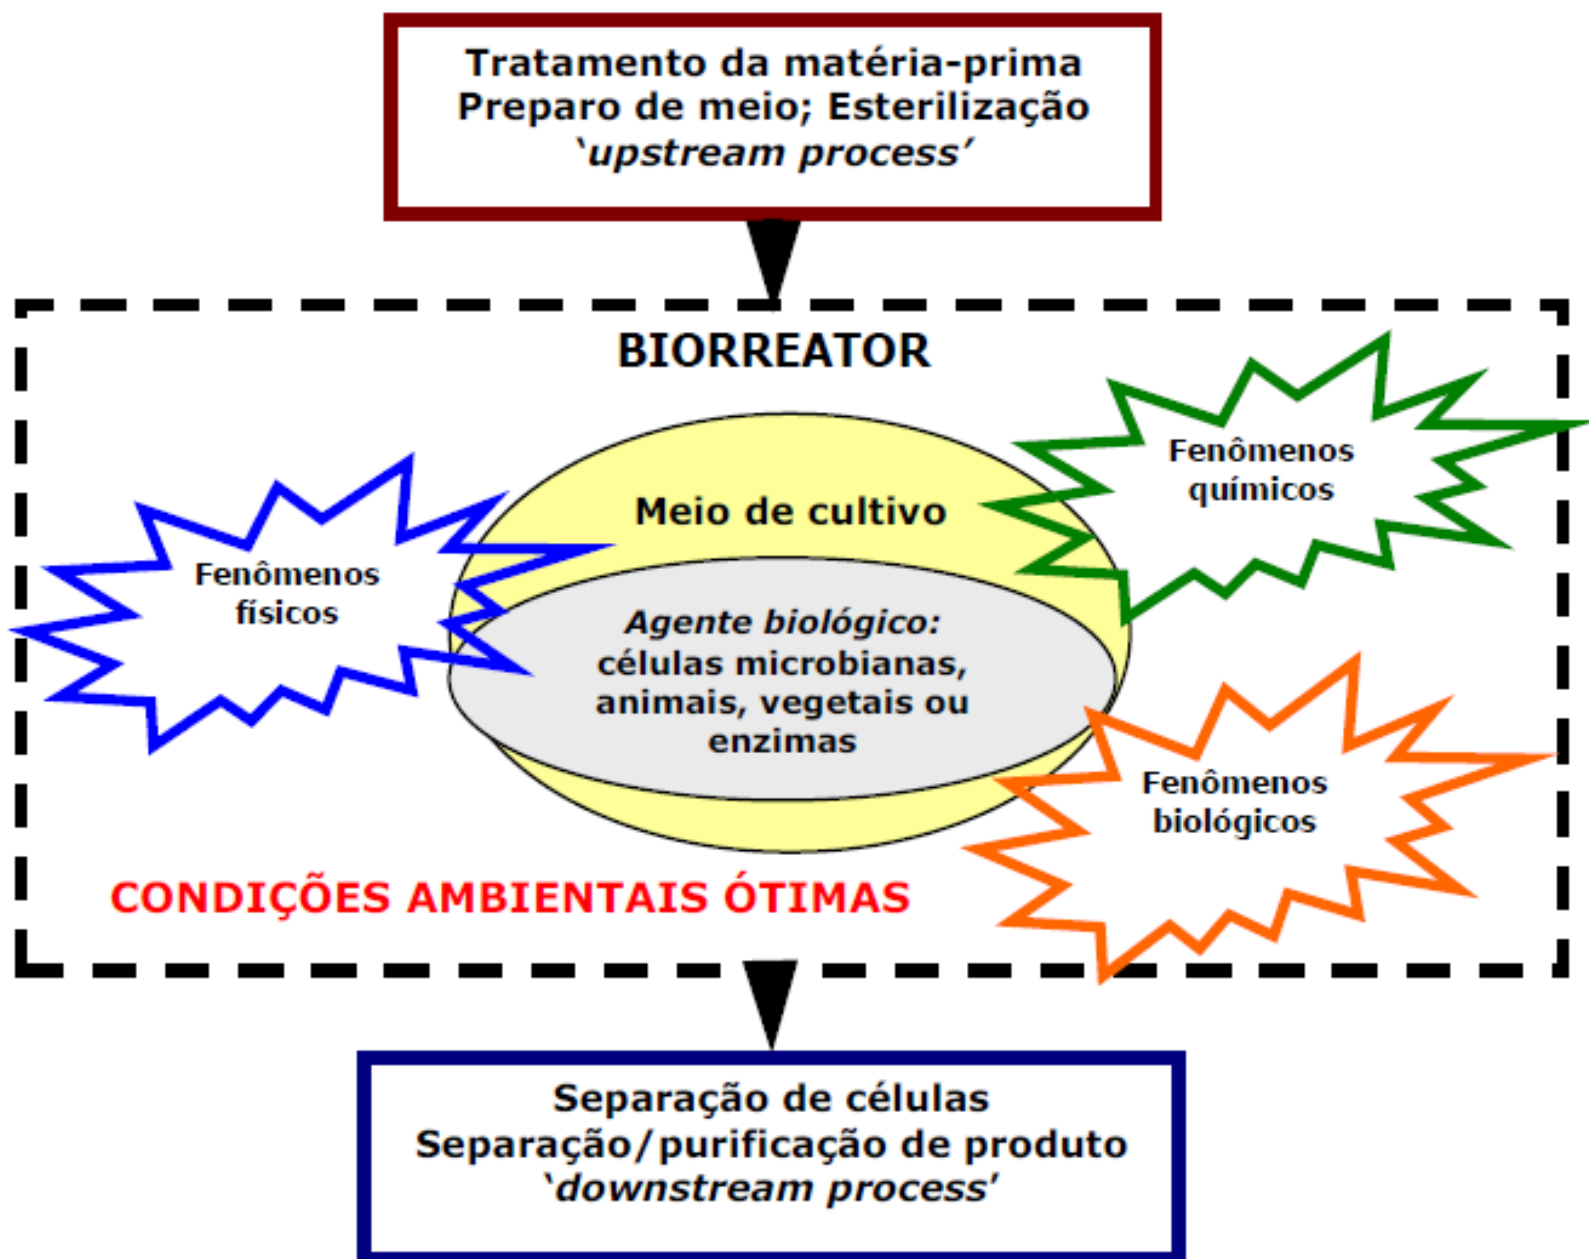 Tratamento da matéria-prima
Preparo de meio; Esterilização
‘upstream process’
BIORREATOR
Fenômenos
químicos
Meio de cultivo
Fenômenos
físicos
Agente biológico:
células microbianas,
animais, vegetais ou
enzimas
Fenômenos
biológicos
CONDIÇÕES AMBIENTAIS ÓTIMAS
Separação de células
Separação/purificação de produto
‘downstream process’